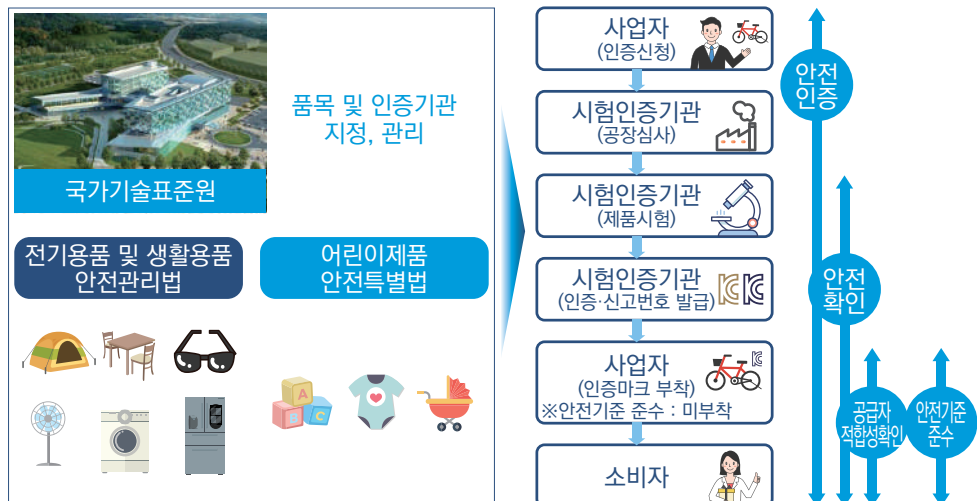 국가기술표준원
품목 및 인증기관
지정, 관리
전기용품 및 생활용품
안전관리법
어린이제품
안전특별법
A
B
C
사업자
(인증신청)
시험인증기관
(공장심사)
시험인증기관
(제품시험)
시험인증기관
(인증·신고번호 발급)
KC KC
사업자
(인증마크 부착)
KC
※안전기준 준수 : 미부착
소비자
안전
인증
안전
확인
공급자
적합성확인
안전기준
준수